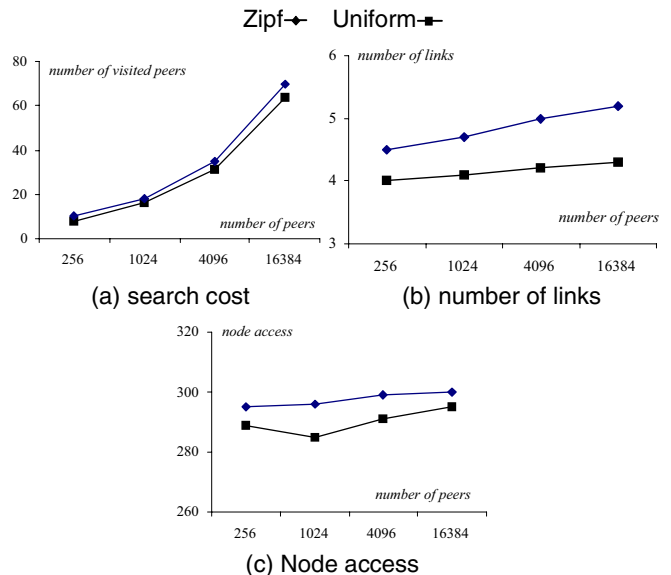 Zipf Uniform
number of visited peers
80
60
40
20
0
number of peers
256 1024 4096 16384
(a) search cost
number of links
6
5
4
3
number of peers
256 1024 4096 16384
(b) number of links
node access
320
300
280
260
number of peers
256 1024 4096 16384
(c) Node access